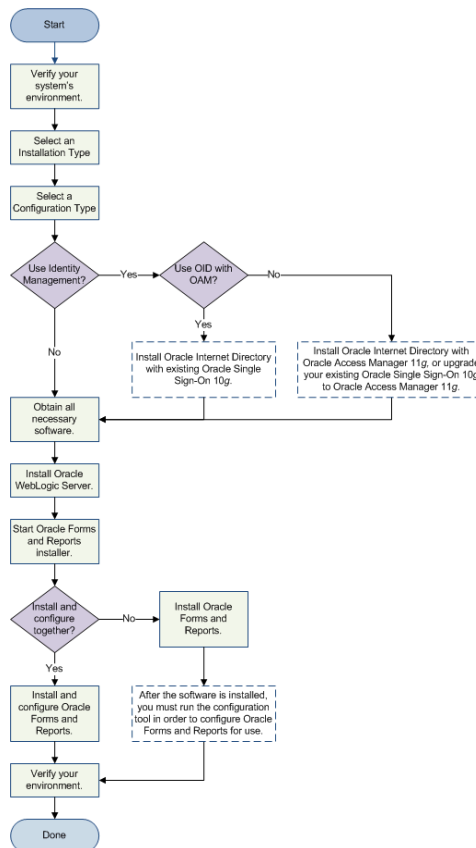 Start
Verify your
system's
environment.
Select an
Installation Type
Select a
Configuration Type
Use Identity
Management?
Yes
Use OID with
OAM?
No
Yes
No
Install Oracle Internet Directory
with existing Oracle Single
Sign-On 10g.
Install Oracle Internet Directory with
Oracle Access Manager 11g, or upgrade
your existing Oracle Single Sign-On 10g
to Oracle Access Manager 11g.
Obtain all
necessary
software.
Install Oracle
WebLogic Server.
Start Oracle Forms
and Reports
installer.
Install and
configure
together?
No
Install Oracle
Forms and
Reports.
Yes
Install and
configure Oracle
Forms and
Reports.
After the software is installed,
you must run the configuration
tool in order to configure Oracle
Forms and Reports for use.
Verify your
environment.
Done